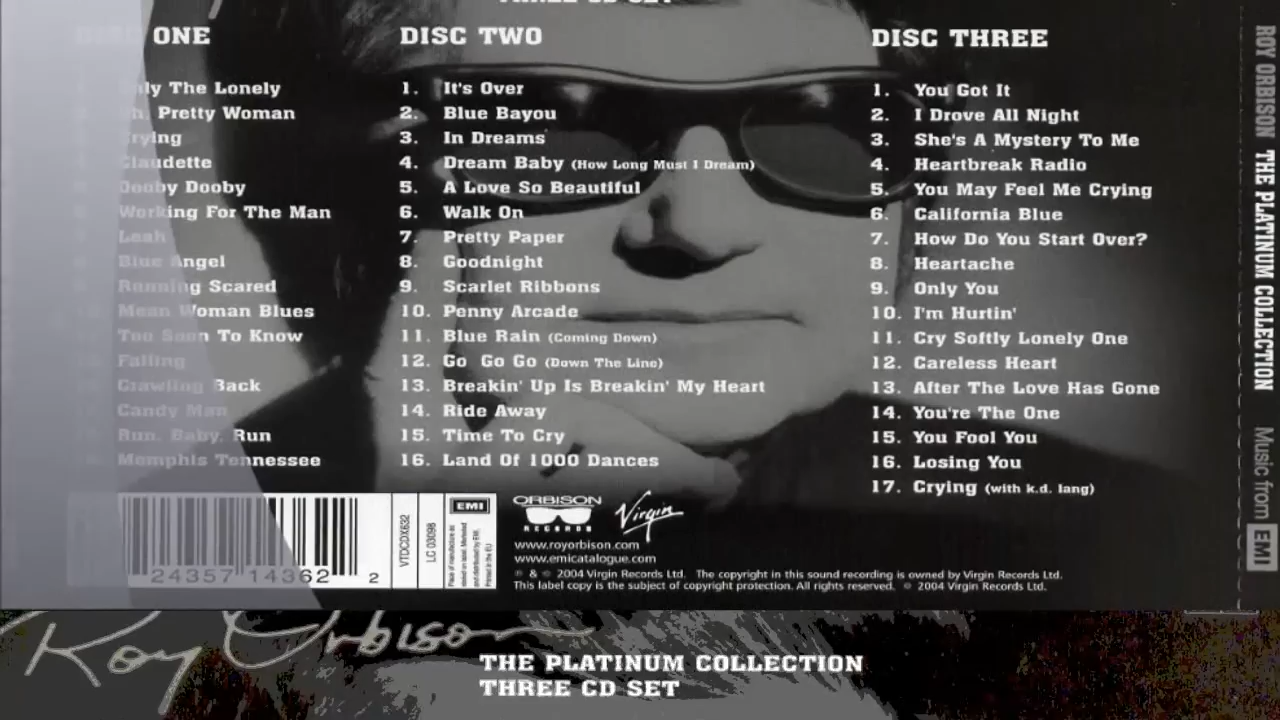 THREE CD SET
DISC ONE
Only The Lonely
Oh, Pretty Woman
Crying
Claudette
Dooby Dooby
Working For The Man
Leah
Blue Angel
Running Scared
Mean Woman Blues
Too Soon To Know
Falling
Crawling Back
Candy Man
Run, Baby, Run
Memphis Tennessee
DISC TWO
1. It's Over
2. Blue Bayou
3. In Dreams
4. Dream Baby (How Long Must I Dream)
5. A Love So Beautiful
6. Walk On
7. Pretty Paper
8. Goodnight
9. Scarlet Ribbons
10. Penny Arcade
11. Blue Rain (Coming Down)
12. Go Go Go (Down The Line)
13. Breakin' Up Is Breakin' My Heart
14. Ride Away
15. Time To Cry
16. Land Of 1000 Dances
DISC THREE
1. You Got It
2. I Drove All Night
3. She's A Mystery To Me
4. Heartbreak Radio
5. You May Feel Me Crying
6. California Blue
7. How Do You Start Over?
8. Heartache
9. Only You
10. I'm Hurtin'
11. Cry Softly Lonely One
12. Careless Heart
13. After The Love Has Gone
14. You're The One
15. You Fool You
16. Losing You
17. Crying (with k.d. lang)
24357 14362 2
VTDCDX632
LC 03098
EMI
ORBISON
RECORDS
Virgin
www.royorbison.com
www.emicatalogue.com
℗ & © 2004 Virgin Records Ltd. The copyright in this sound recording is owned by Virgin Records Ltd.
This label copy is the subject of copyright protection. All rights reserved. © 2004 Virgin Records Ltd.
ROY ORBISON THE PLATINUM COLLECTION Music from EMI
Roy Orbison
THE PLATINUM COLLECTION
THREE CD SET